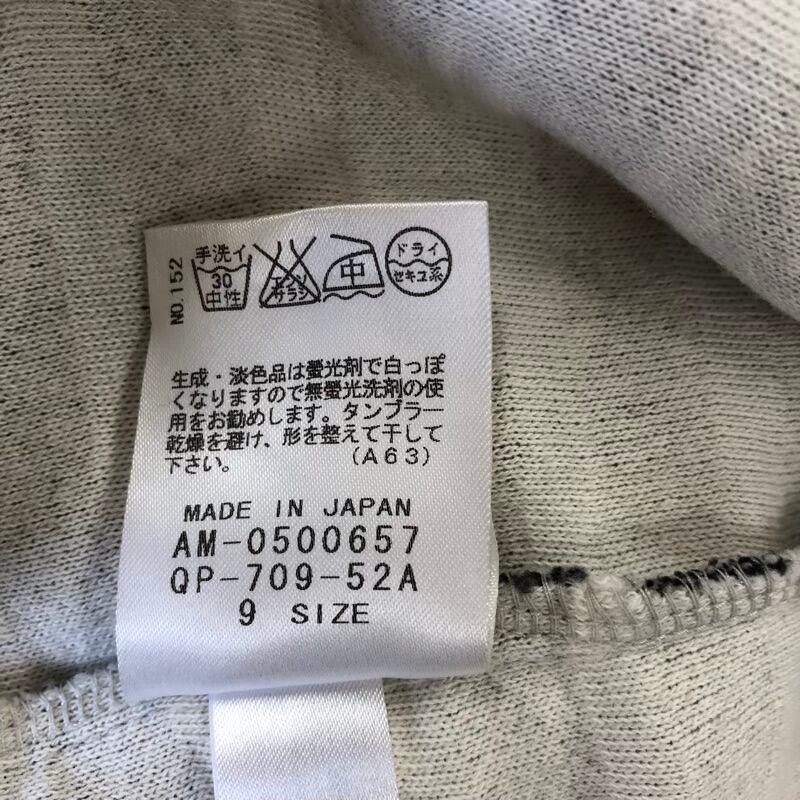 NO.152
手洗イ
30
中性
エンソ
サラシ
中
ドライ
セキユ系
生成・淡色品は螢光剤で白っぽ
くなりますので無螢光洗剤の使
用をお勧めします。タンブラー
乾燥を避け、形を整えて干して
下さい。 （A63）
MADE IN JAPAN
AM-0500657
QP-709-52A
9 SIZE